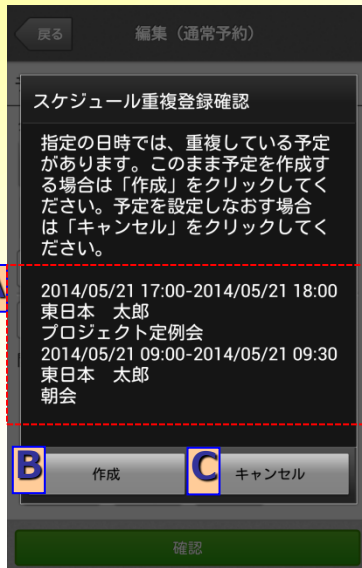 戻る
編集（通常予約）
スケジュール重複登録確認
指定の日時では、重複している予定
があります。このまま予定を作成す
る場合は「作成」をクリックしてく
ださい。予定を設定しなおす場合
は「キャンセル」をクリックしてく
ださい。
2014/05/21 17:00-2014/05/21 18:00
東日本　太郎
プロジェクト定例会
2014/05/21 09:00-2014/05/21 09:30
東日本　太郎
朝会
B
作成
C
キャンセル
確認